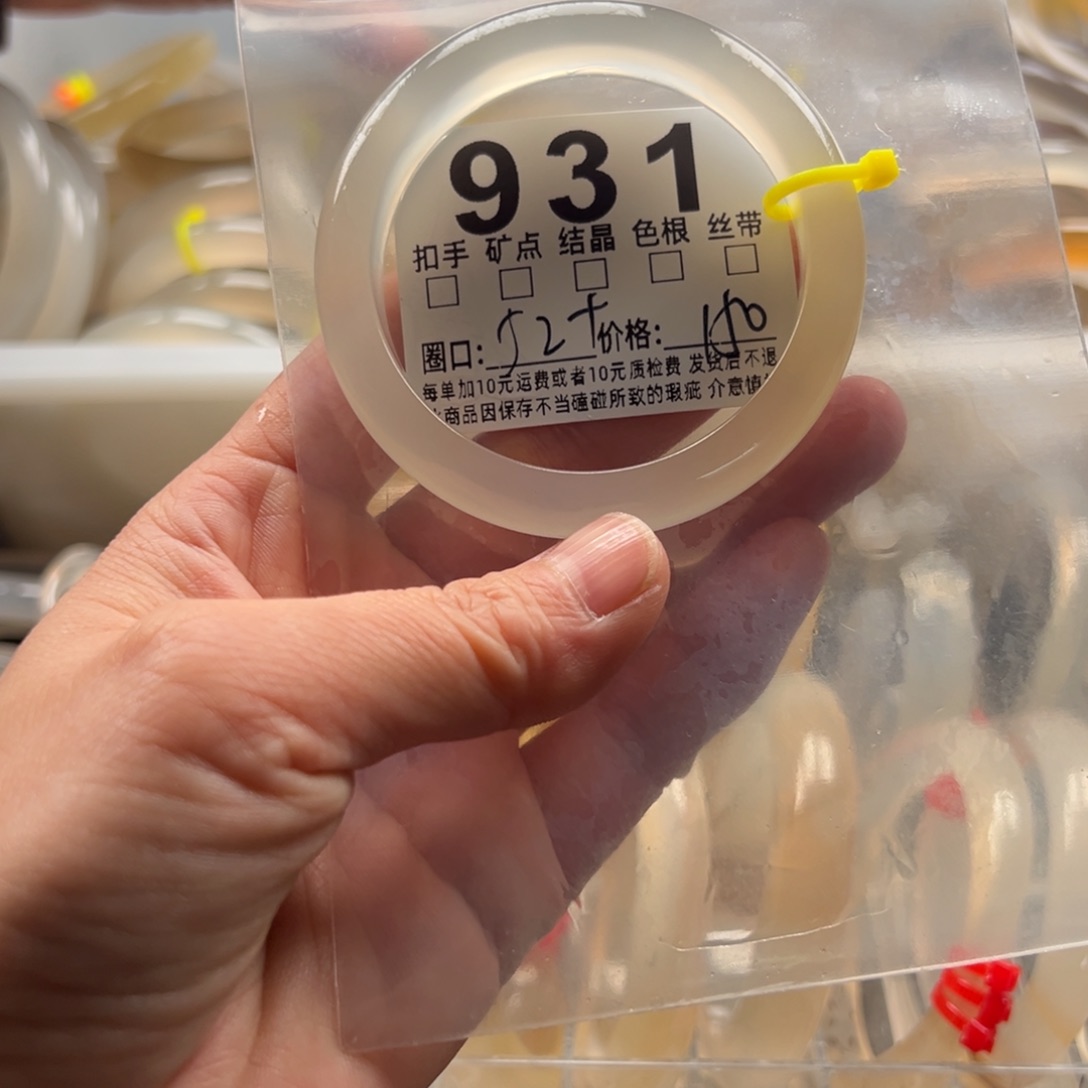 931
扣手 矿点 结晶 色根 丝带
圈口: 52+ 价格: 180
每单加10元运费或者10元质检费 发货后不退
商品因保存不当磕碰所致的瑕疵 介意慎